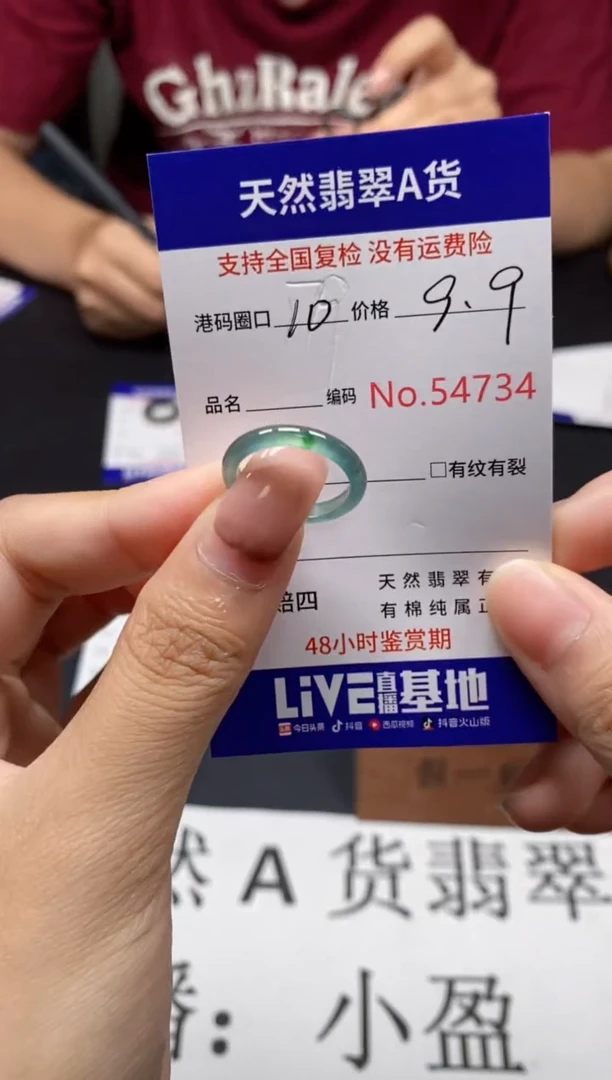 GhiRal
天然翡翠A货
支持全国复检 没有运费险
港码圈口 10 价格 9.9
品名 编码 No.54734
□有纹有裂
赔四 天然翡翠有
有棉纯属正
48小时鉴赏期
LiVE直播基地
今日头条 抖音 西瓜视频 抖音火山版
假一
然 A 货翡翠
播：小盈